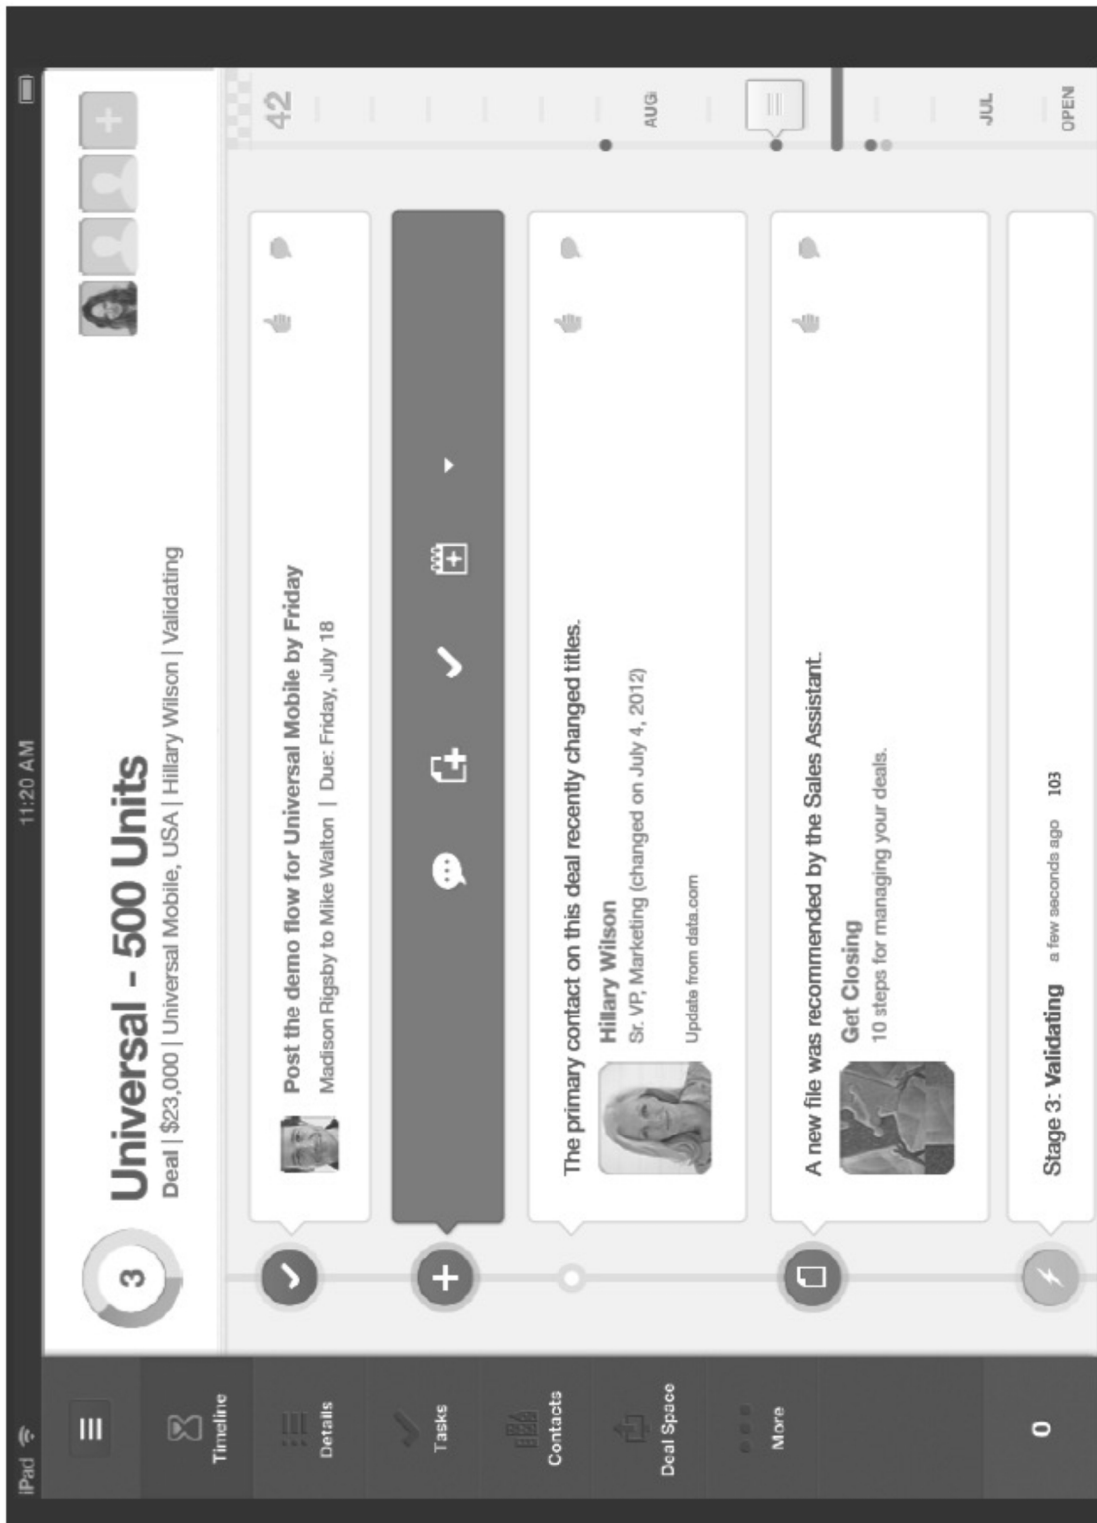 iPad
11:20 AM
3
Universal - 500 Units
Deal | $23,000 | Universal Mobile, USA | Hillary Wilson | Validating
Timeline
Details
Tasks
Contacts
Deal Space
More
0
Post the demo flow for Universal Mobile by Friday
Madison Rigsby to Mike Walton | Due: Friday, July 18
The primary contact on this deal recently changed titles.
Hillary Wilson
Sr. VP, Marketing (changed on July 4, 2012)
Update from data.com
A new file was recommended by the Sales Assistant.
Get Closing
10 steps for managing your deals.
Stage 3: Validating a few seconds ago 103
42
AUG
JUL
OPEN